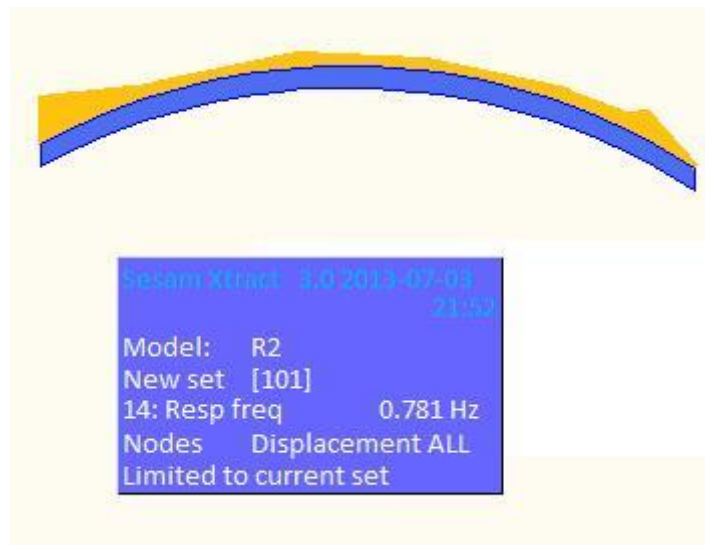 Sesam Xtract 3.0 2013-07-03
21:52
Model: R2
New set [101]
14: Resp freq 0.781 Hz
Nodes Displacement ALL
Limited to current set